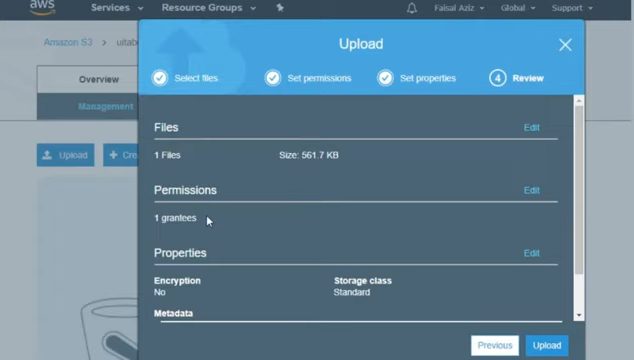 aws Services Resource Groups Faisal Aziz Global Support
Amazon S3 > uitab
Upload
Overview
Management
Upload + Cre
Select files Set permissions Set properties 4 Review
Files Edit
1 Files Size: 561.7 KB
Permissions Edit
1 grantees
Properties Edit
Encryption Storage class
No Standard
Metadata
Previous Upload